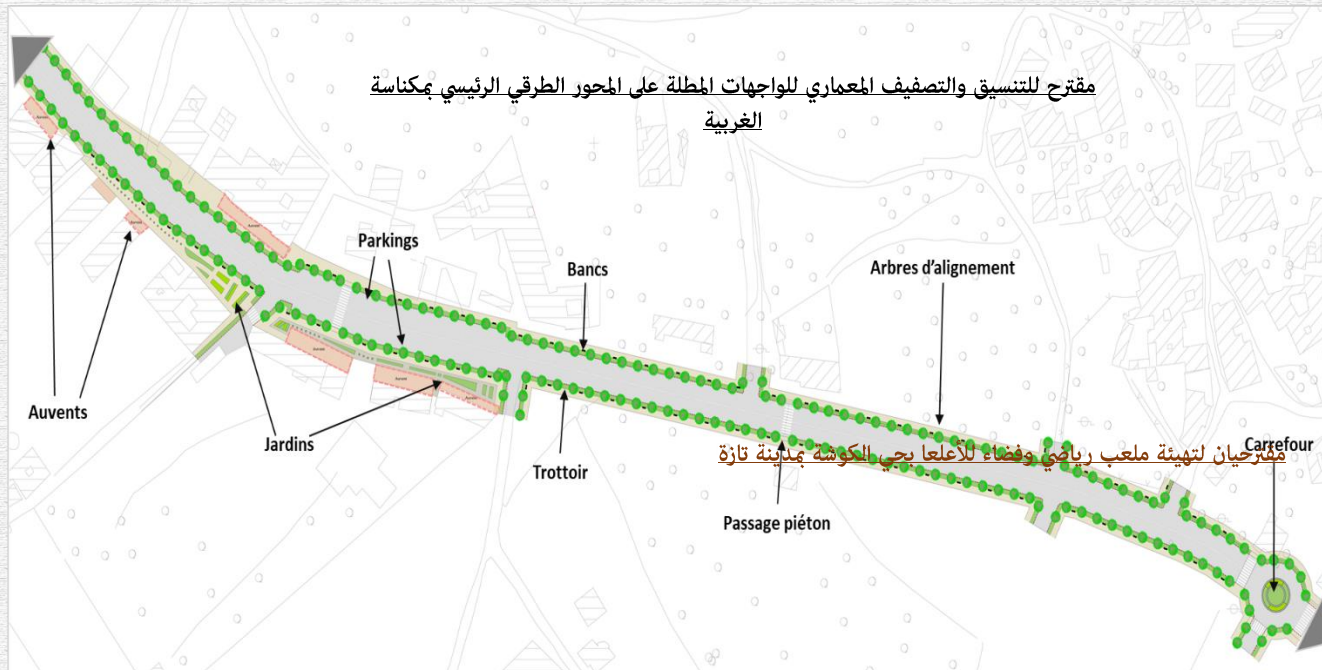 مقترح للتنسيق والتصفيف المعماري للواجهات المطلة على المحور الطرقي الرئيسي بمكناسة
الغربية
Parkings
Bancs
Arbres d'alignement
Auvents
Jardins
Trottoir
Carrefour
مقترحيان لتهيئة ملعب رياضي وفضاء للأعلعا بحي الكوشة بمدينة تازة
Passage piéton